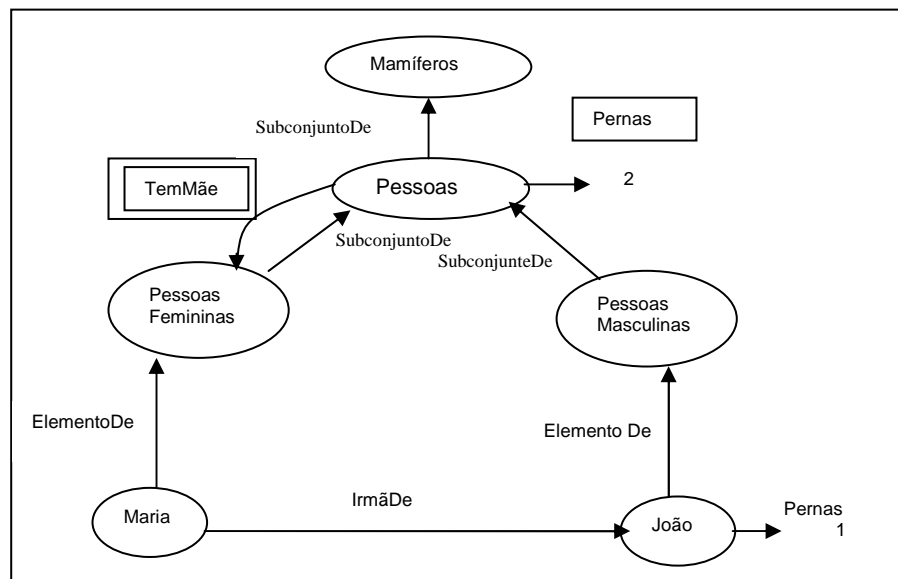 Mamíferos
SubconjuntoDe
Pernas
TemMãe
Pessoas
2
SubconjuntoDe
SubconjunteDe
Pessoas
Femininas
Pessoas
Masculinas
ElementoDe
Elemento De
IrmãDe
Maria
João
Pernas
1